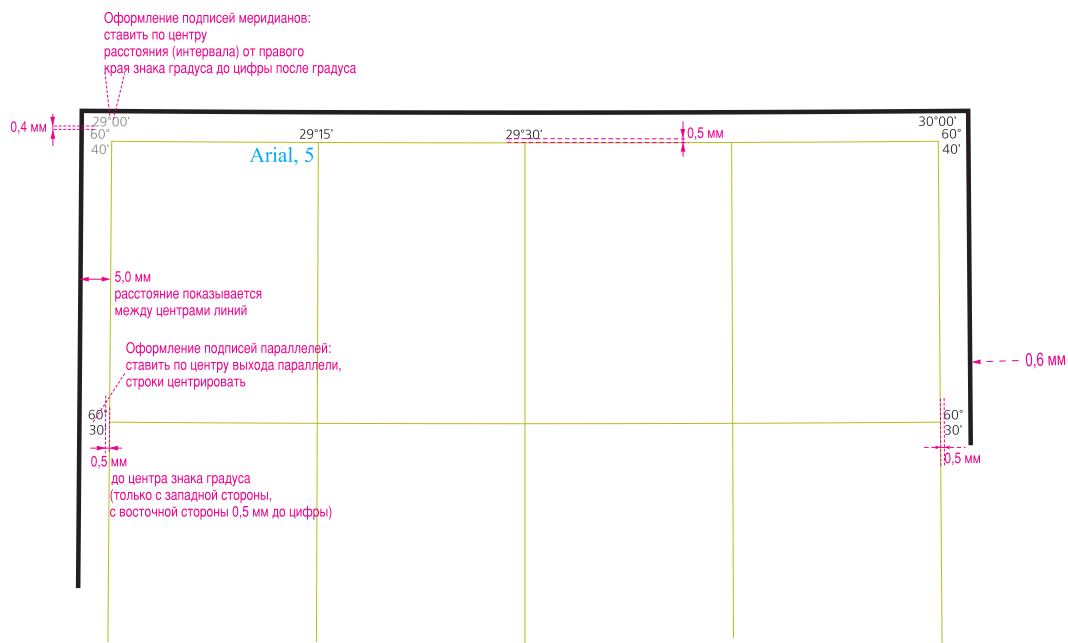 Оформление подписей меридианов:
ставить по центру
расстояния (интервала) от правого
края знака градуса до цифры после градуса
0,4 мм
29°00'
60°
40'
29°15'
29°30'
0,5 мм
30°00'
60°
40'
Arial, 5
5,0 мм
расстояние показывается
между центрами линий
Оформление подписей параллелей:
ставить по центру выхода параллели,
строки центрировать
0,6 мм
60°
30'
60°
30'
0,5 мм
0,5 мм
до центра знака градуса
(только с западной стороны,
с восточной стороны 0,5 мм до цифры)